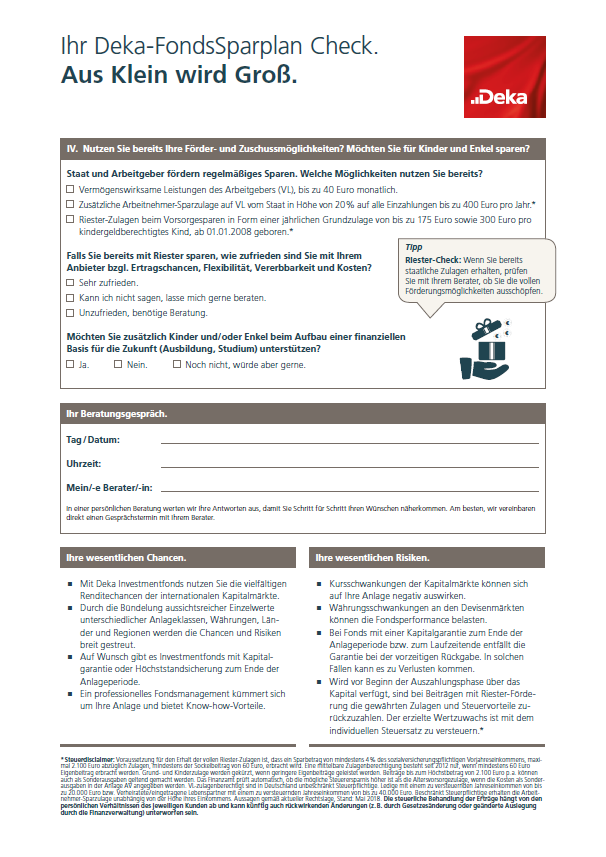 Ihr Deka-FondsSparplan Check.
Aus Klein wird Groß.
Deka
IV. Nutzen Sie bereits Ihre Förder- und Zuschussmöglichkeiten? Möchten Sie für Kinder und Enkel sparen?
Staat und Arbeitgeber fördern regelmäßiges Sparen. Welche Möglichkeiten nutzen Sie bereits?
Vermögenswirksame Leistungen des Arbeitgebers (VL), bis zu 40 Euro monatlich.
Zusätzliche Arbeitnehmer-Sparzulage auf VL vom Staat in Höhe von 20% auf alle Einzahlungen bis zu 400 Euro pro Jahr.*
Riester-Zulagen beim Vorsorgesparen in Form einer jährlichen Grundzulage von bis zu 175 Euro sowie 300 Euro pro
kindergeldberechtigtes Kind, ab 01.01.2008 geboren.*
Falls Sie bereits mit Riester sparen, wie zufrieden sind Sie mit Ihrem
Anbieter bzgl. Ertragschancen, Flexibilität, Vererbbarkeit und Kosten?
Sehr zufrieden.
Kann ich nicht sagen, lasse mich gerne beraten.
Unzufrieden, benötige Beratung.
Tipp
Riester-Check: Wenn Sie bereits
staatliche Zulagen erhalten, prüfen
Sie mit Ihrem Berater, ob Sie die vollen
Förderungsmöglichkeiten ausschöpfen.
Möchten Sie zusätzlich Kinder und/oder Enkel beim Aufbau einer finanziellen
Basis für die Zukunft (Ausbildung, Studium) unterstützen?
Ja. Nein. Noch nicht, würde aber gerne.
€
€
€
Ihr Beratungsgespräch.
Tag / Datum:
Uhrzeit:
Mein/-e Berater/-in:
In einer persönlichen Beratung werten wir Ihre Antworten aus, damit Sie Schritt für Schritt Ihren Wünschen näherkommen. Am besten, wir vereinbaren
direkt einen Gesprächstermin mit Ihrem Berater.
Ihre wesentlichen Chancen.
Mit Deka Investmentfonds nutzen Sie die vielfältigen
Renditechancen der internationalen Kapitalmärkte.
Durch die Bündelung aussichtsreicher Einzelwerte
unterschiedlicher Anlageklassen, Währungen, Län-
der und Regionen werden die Chancen und Risiken
breit gestreut.
Auf Wunsch gibt es Investmentfonds mit Kapital-
garantie oder Höchststandsicherung zum Ende der
Anlageperiode.
Ein professionelles Fondsmanagement kümmert sich
um Ihre Anlage und bietet Know-how-Vorteile.
Ihre wesentlichen Risiken.
Kursschwankungen der Kapitalmärkte können sich
auf Ihre Anlage negativ auswirken.
Währungsschwankungen an den Devisenmärkten
können die Fondsperformance belasten.
Bei Fonds mit einer Kapitalgarantie zum Ende der
Anlageperiode bzw. zum Laufzeitende entfällt die
Garantie bei der vorzeitigen Rückgabe. In solchen
Fällen kann es zu Verlusten kommen.
Wird vor Beginn der Auszahlungsphase über das
Kapital verfügt, sind bei Beiträgen mit Riester-Förde-
rung die gewährten Zulagen und Steuervorteile zu-
rückzuzahlen. Der erzielte Wertzuwachs ist mit dem
individuellen Steuersatz zu versteuern.*
* Steuerdisclaimer: Voraussetzung für den Erhalt der vollen Riester-Zulagen ist, dass ein Sparbetrag von mindestens 4% des sozialversicherungspflichtigen Vorjahreseinkommens, maxi-
mal 2.100 Euro abzüglich Zulagen, mindestens der Sockelbetrag von 60 Euro, erbracht wird. Eine mittelbare Zulagenberechtigung besteht seit 2012 nur, wenn mindestens 60 Euro
Eigenbeitrag erbracht werden. Grund- und Kinderzulage werden gekürzt, wenn geringere Eigenbeiträge geleistet werden. Beiträge bis zum Höchstbetrag von 2.100 Euro p. a. können
auch als Sonderausgaben geltend gemacht werden. Das Finanzamt prüft automatisch, ob die mögliche Steuerersparnis höher ist als die Altersvorsorgezulage, wenn die Kosten als Sonder-
ausgaben in der Anlage AV angegeben werden. VL-zulagenberechtigt sind in Deutschland unbeschränkt Steuerpflichtige. Ledige mit einem zu versteuernden Jahreseinkommen von bis
zu 20.000 Euro bzw. Verheiratete/eingetragene Lebenspartner mit einem zu versteuernden Jahreseinkommen von bis zu 40.000 Euro. Beschränkt Steuerpflichtige erhalten die Arbeit-
nehmer-Sparzulage unabhängig von der Höhe ihres Einkommens. Aussagen gemäß aktueller Rechtslage, Stand: Mai 2018. Die steuerliche Behandlung der Erträge hängt von den
persönlichen Verhältnissen des jeweiligen Kunden ab und kann künftig auch rückwirkenden Änderungen (z. B. durch Gesetzesänderung oder geänderte Auslegung
durch die Finanzverwaltung) unterworfen sein.